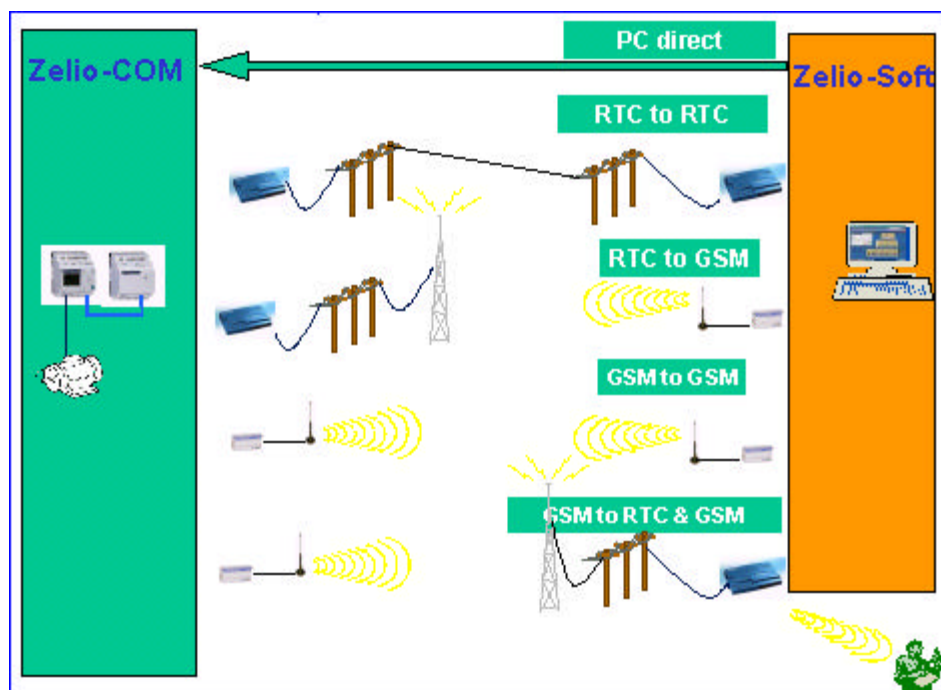 PC direct
Zelio-COM
Zelio-Soft
RTC to RTC
RTC to GSM
GSM to GSM
GSM to RTC & GSM